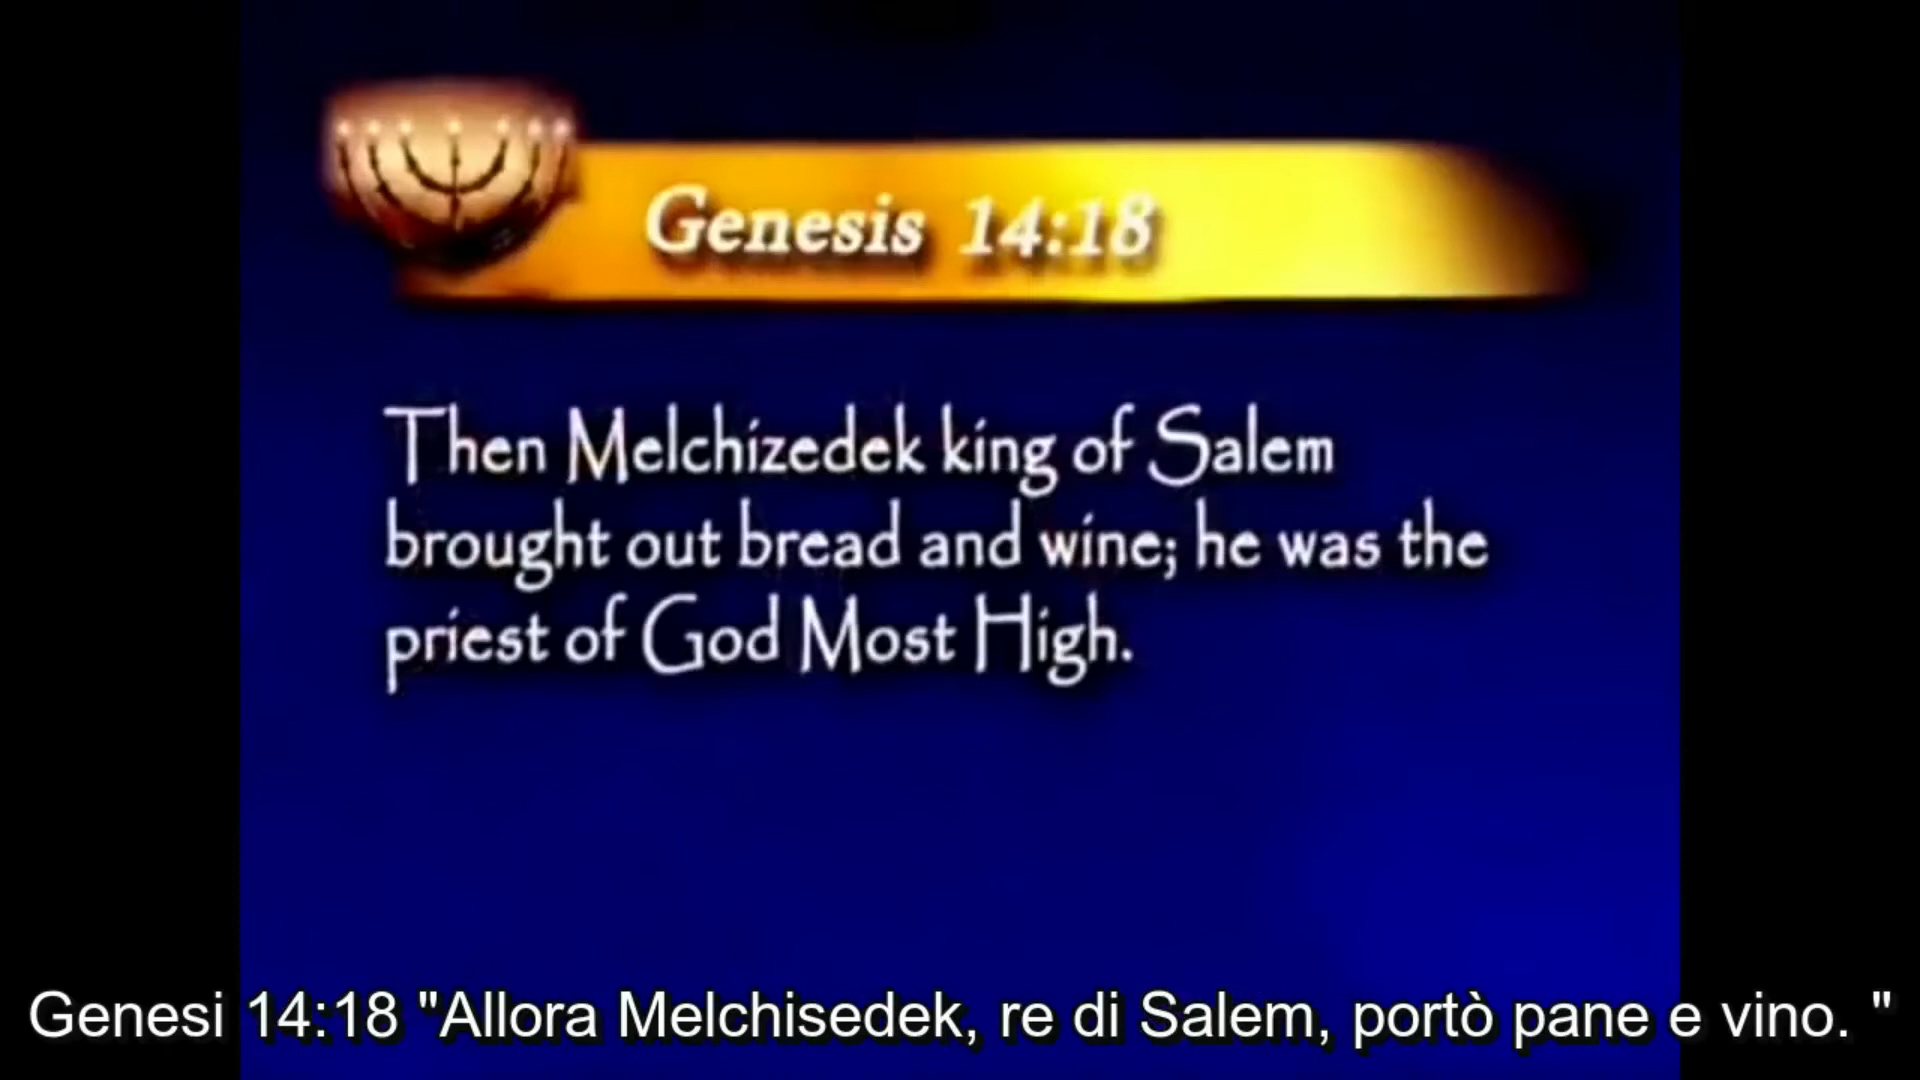 Genesis 14:18
Then Melchizedek king of Salem
brought out bread and wine; he was the
priest of God Most High.
Genesi 14:18 "Allora Melchisedek, re di Salem, portò pane e vino. "